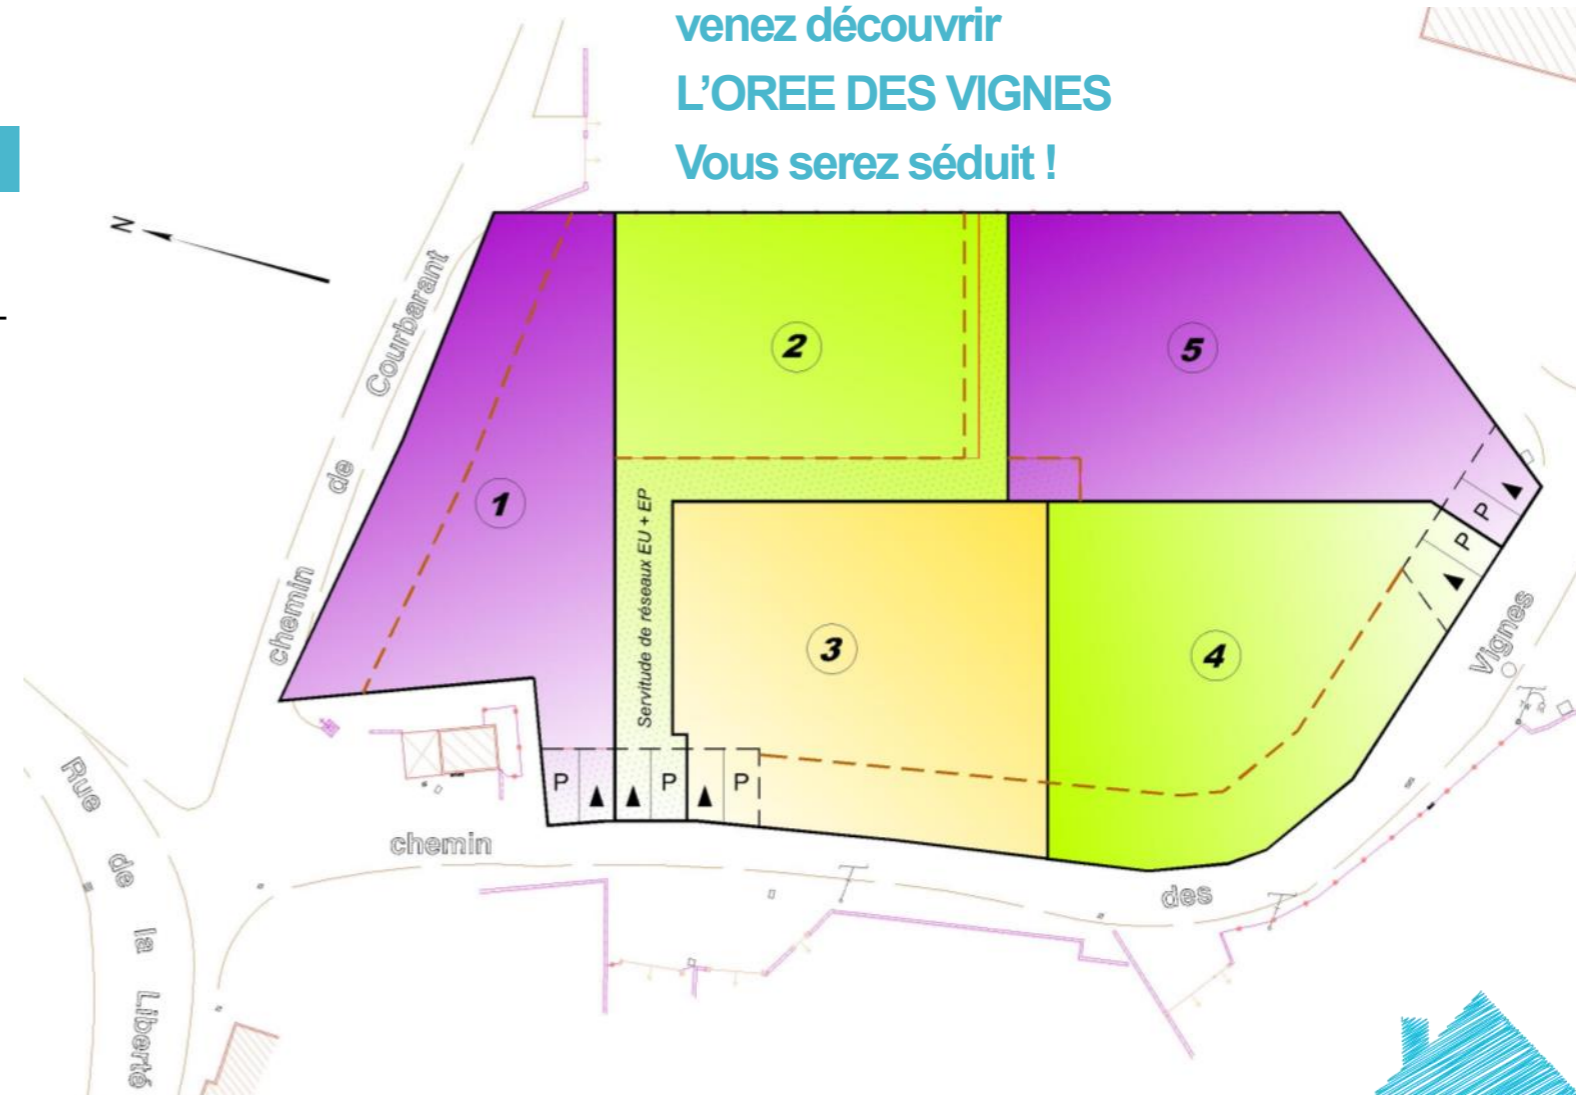 venez découvrir
L'OREE DES VIGNES
Vous serez séduit !
N
chemin de Courbarant
1
2
5
Servitude de réseaux EU + EP
3
4
P
P
P
P
P
Vignes
chemin
des
Rue de la Liberté